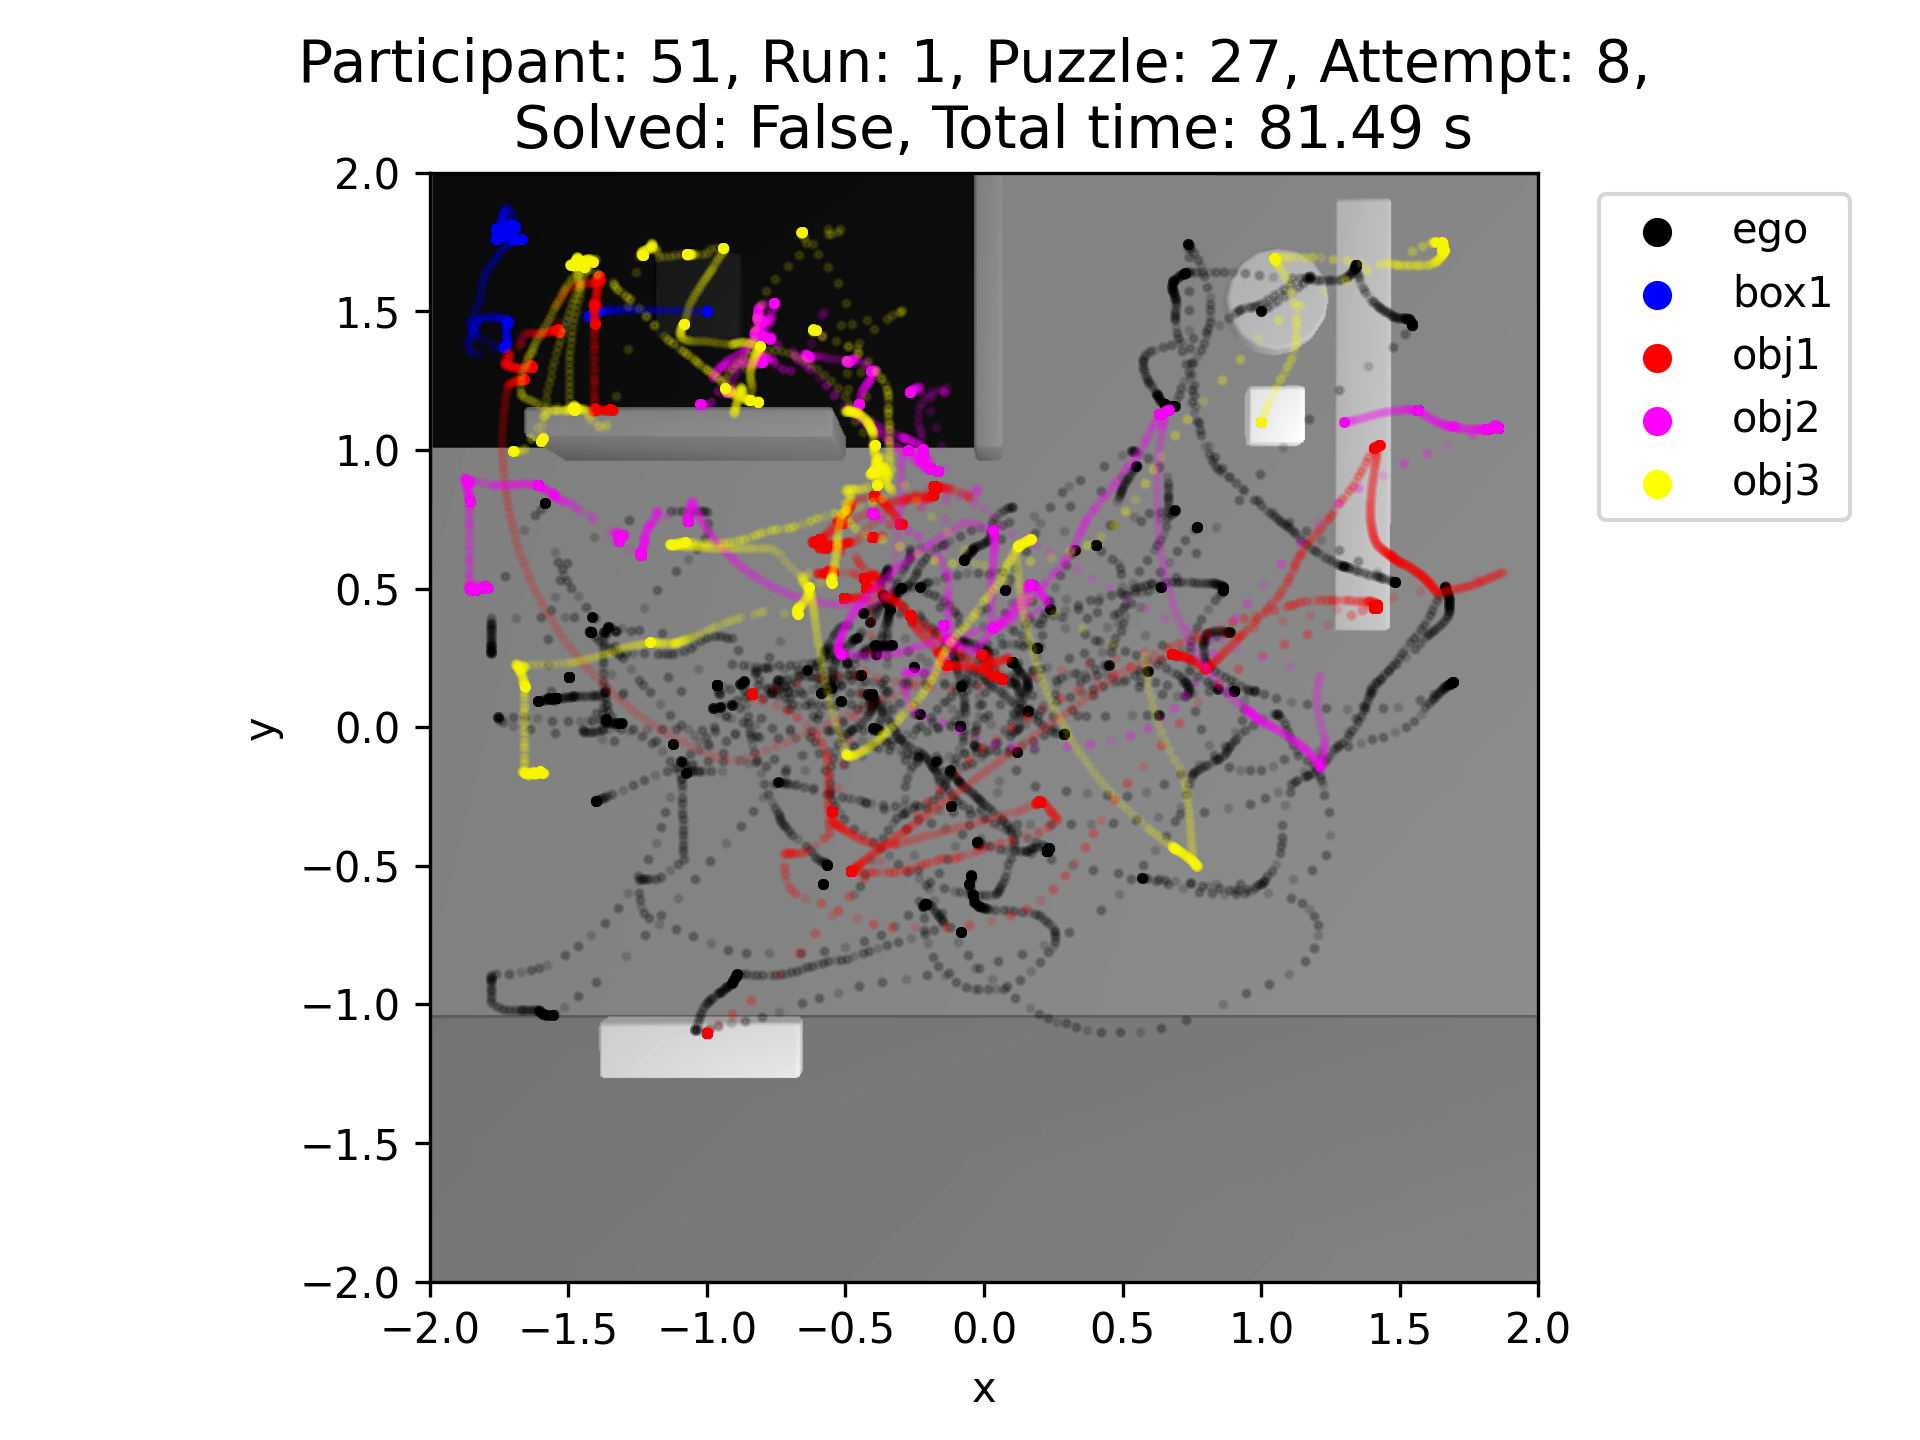 Participant: 51, Run: 1, Puzzle: 27, Attempt: 8,
Solved: False, Total time: 81.49 s
2.0
1.5
1.0
0.5
0.0
−0.5
−1.0
−1.5
−2.0
y
−2.0 −1.5 −1.0 −0.5 0.0 0.5 1.0 1.5 2.0
x
ego
box1
obj1
obj2
obj3